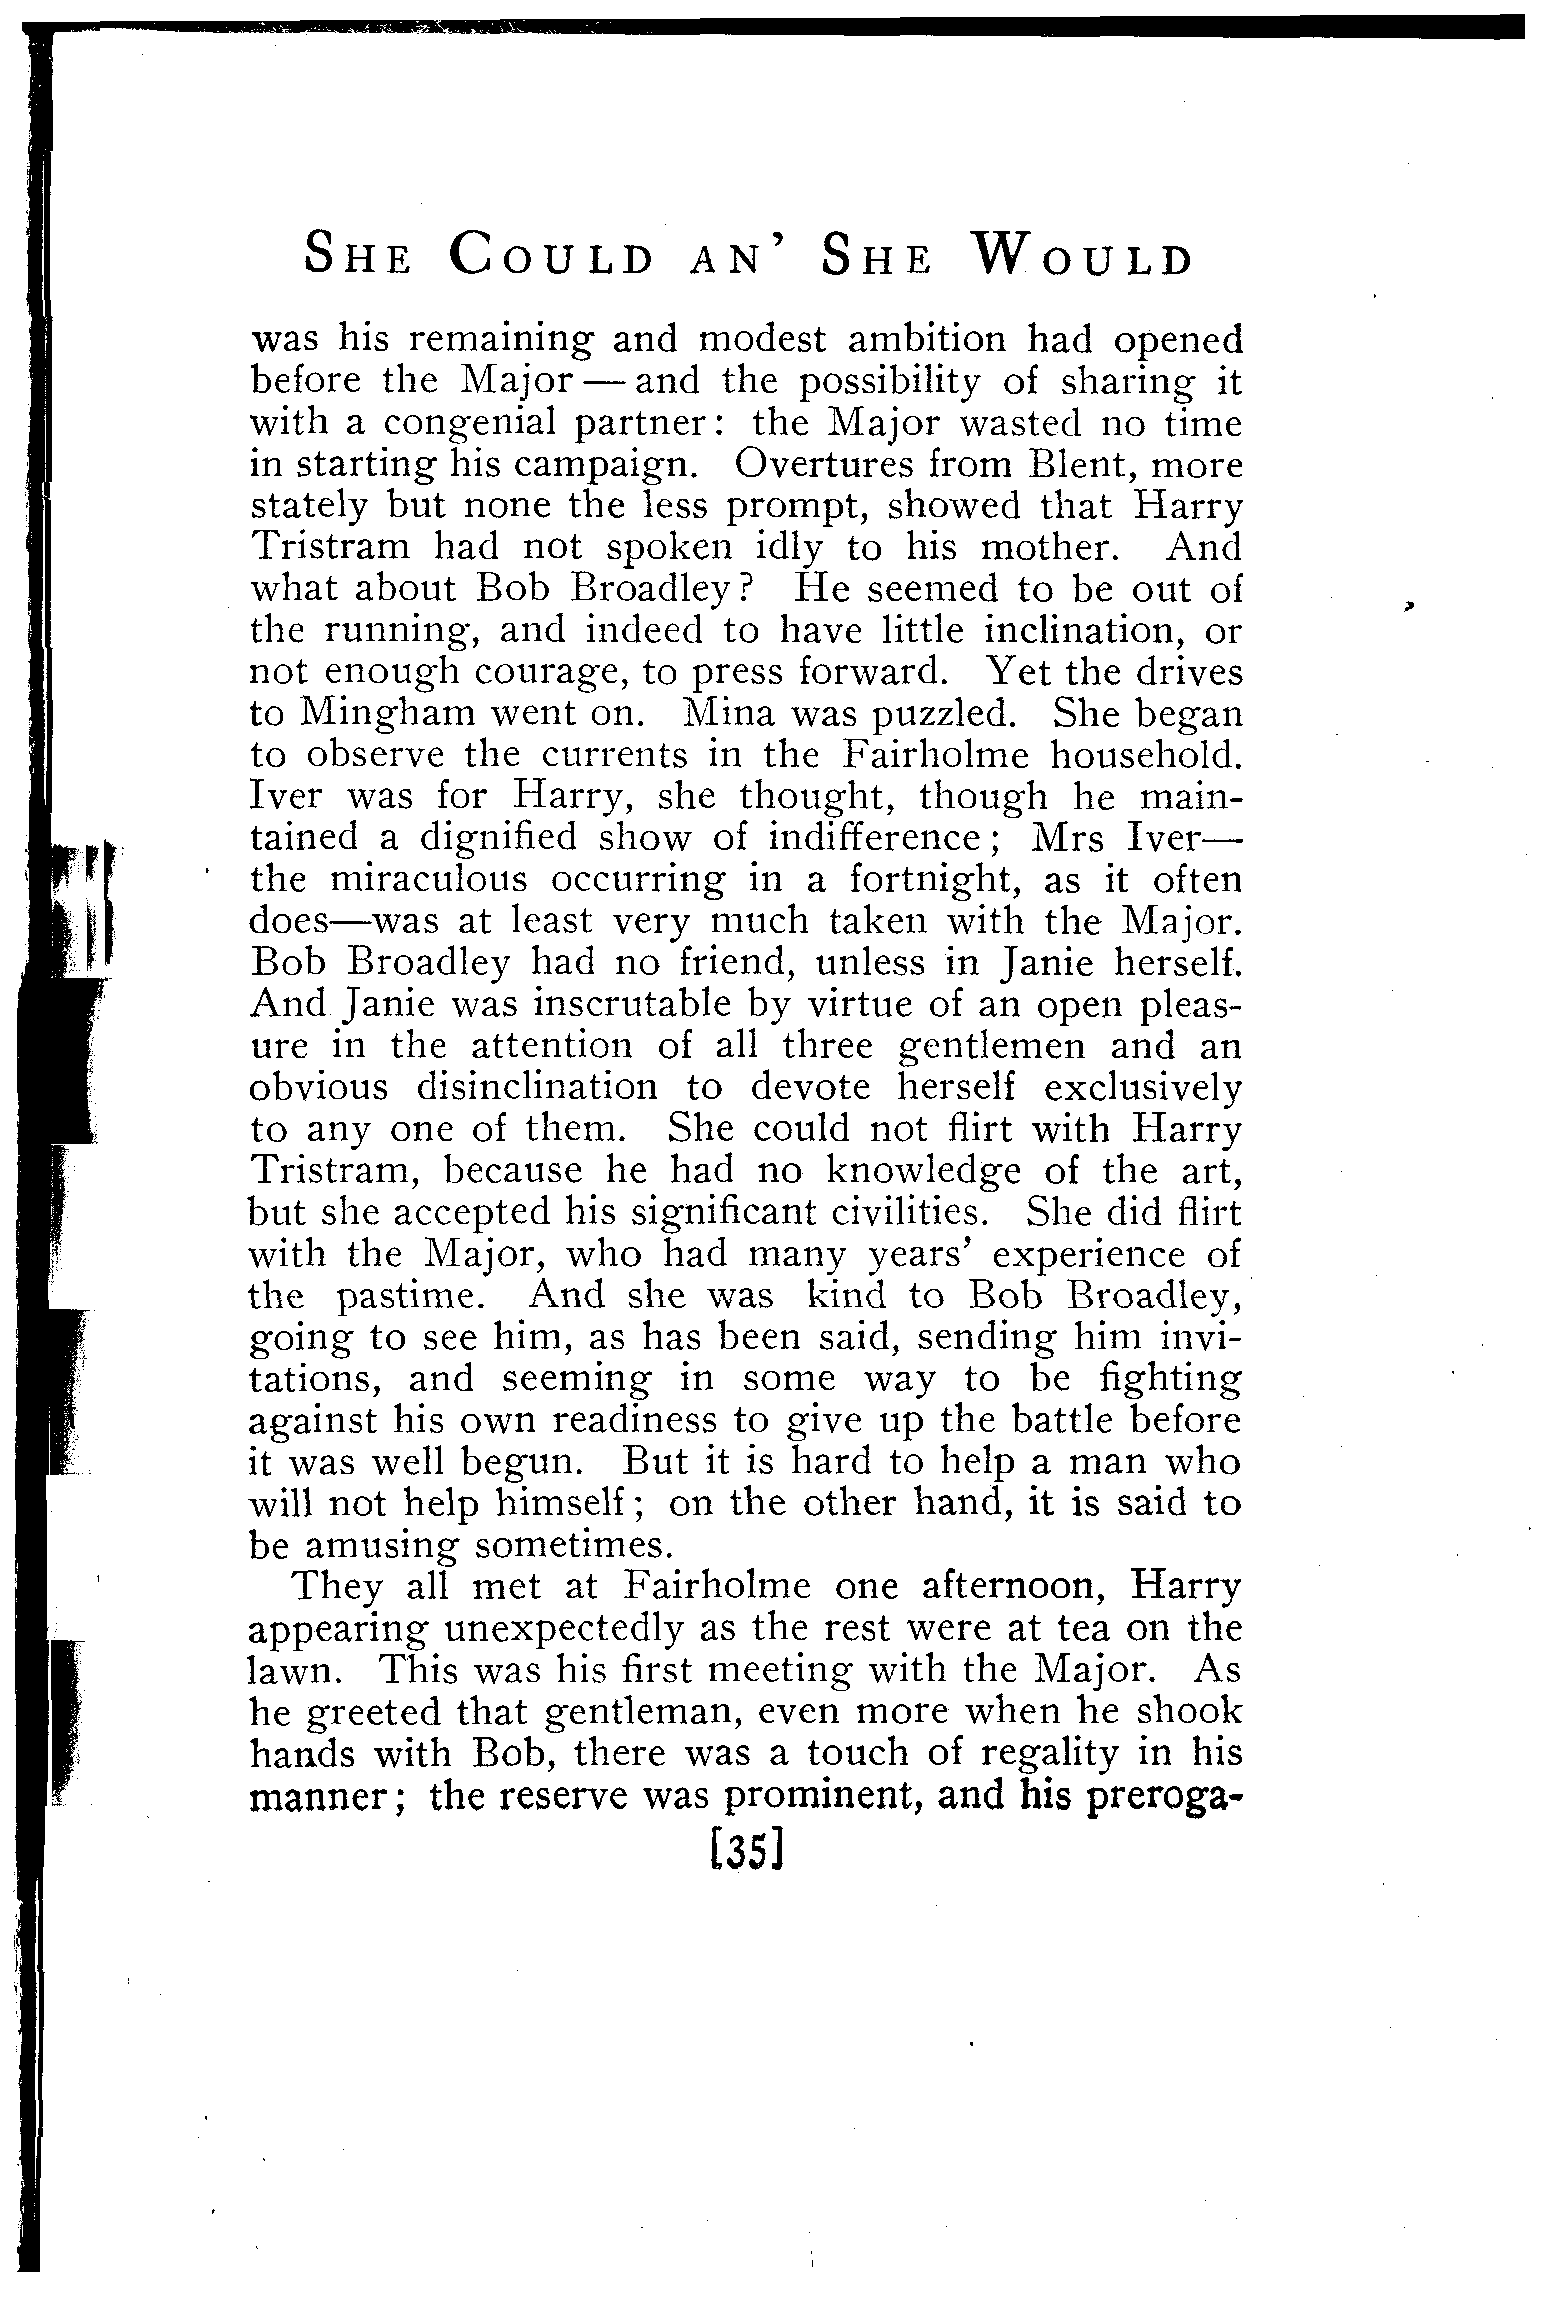 She Could an' She Would
was his remaining and modest ambition had opened
before the Major — and the possibility of sharing it
with a congenial partner: the Major wasted no time
in starting his campaign. Overtures from Blent, more
stately but none the less prompt, showed that Harry
Tristram had not spoken idly to his mother. And
what about Bob Broadley? He seemed to be out of
the running, and indeed to have little inclination, or
not enough courage, to press forward. Yet the drives
to Mingham went on. Mina was puzzled. She began
to observe the currents in the Fairholme household.
Iver was for Harry, she thought, though he main-
tained a dignified show of indifference; Mrs Iver—
the miraculous occurring in a fortnight, as it often
does—was at least very much taken with the Major.
Bob Broadley had no friend, unless in Janie herself.
And Janie was inscrutable by virtue of an open pleas-
ure in the attention of all three gentlemen and an
obvious disinclination to devote herself exclusively
to any one of them. She could not flirt with Harry
Tristram, because he had no knowledge of the art,
but she accepted his significant civilities. She did flirt
with the Major, who had many years' experience of
the pastime. And she was kind to Bob Broadley,
going to see him, as has been said, sending him invi-
tations, and seeming in some way to be fighting
against his own readiness to give up the battle before
it was well begun. But it is hard to help a man who
will not help himself; on the other hand, it is said to
be amusing sometimes.
They all met at Fairholme one afternoon, Harry
appearing unexpectedly as the rest were at tea on the
lawn. This was his first meeting with the Major. As
he greeted that gentleman, even more when he shook
hands with Bob, there was a touch of regality in his
manner; the reserve was prominent, and his preroga-
[35]